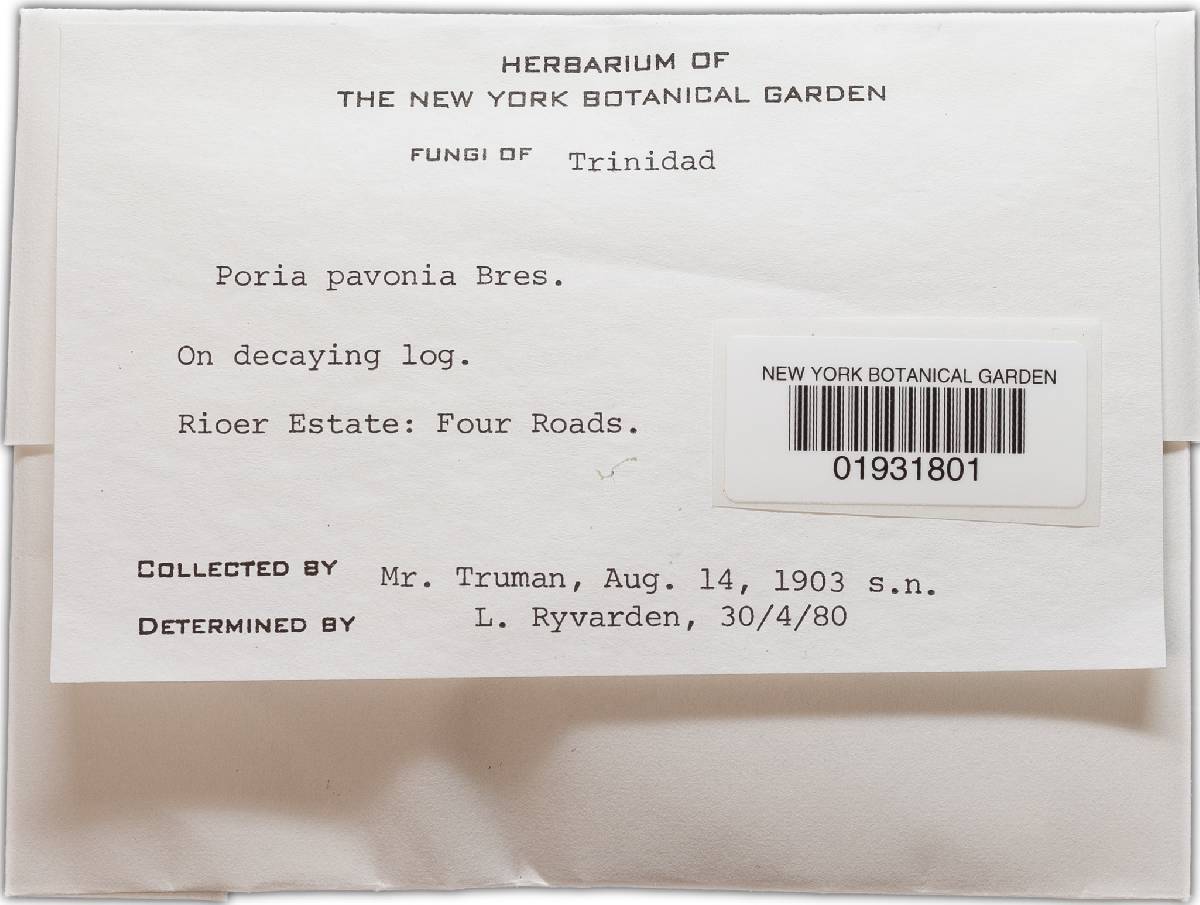 HERBARIUM OF
THE NEW YORK BOTANICAL GARDEN
FUNGI OF Trinidad
Poria pavonia Bres.
On decaying log.
Rioer Estate: Four Roads.
NEW YORK BOTANICAL GARDEN
01931801
COLLECTED BY Mr. Truman, Aug. 14, 1903 s.n.
DETERMINED BY L. Ryvarden, 30/4/80